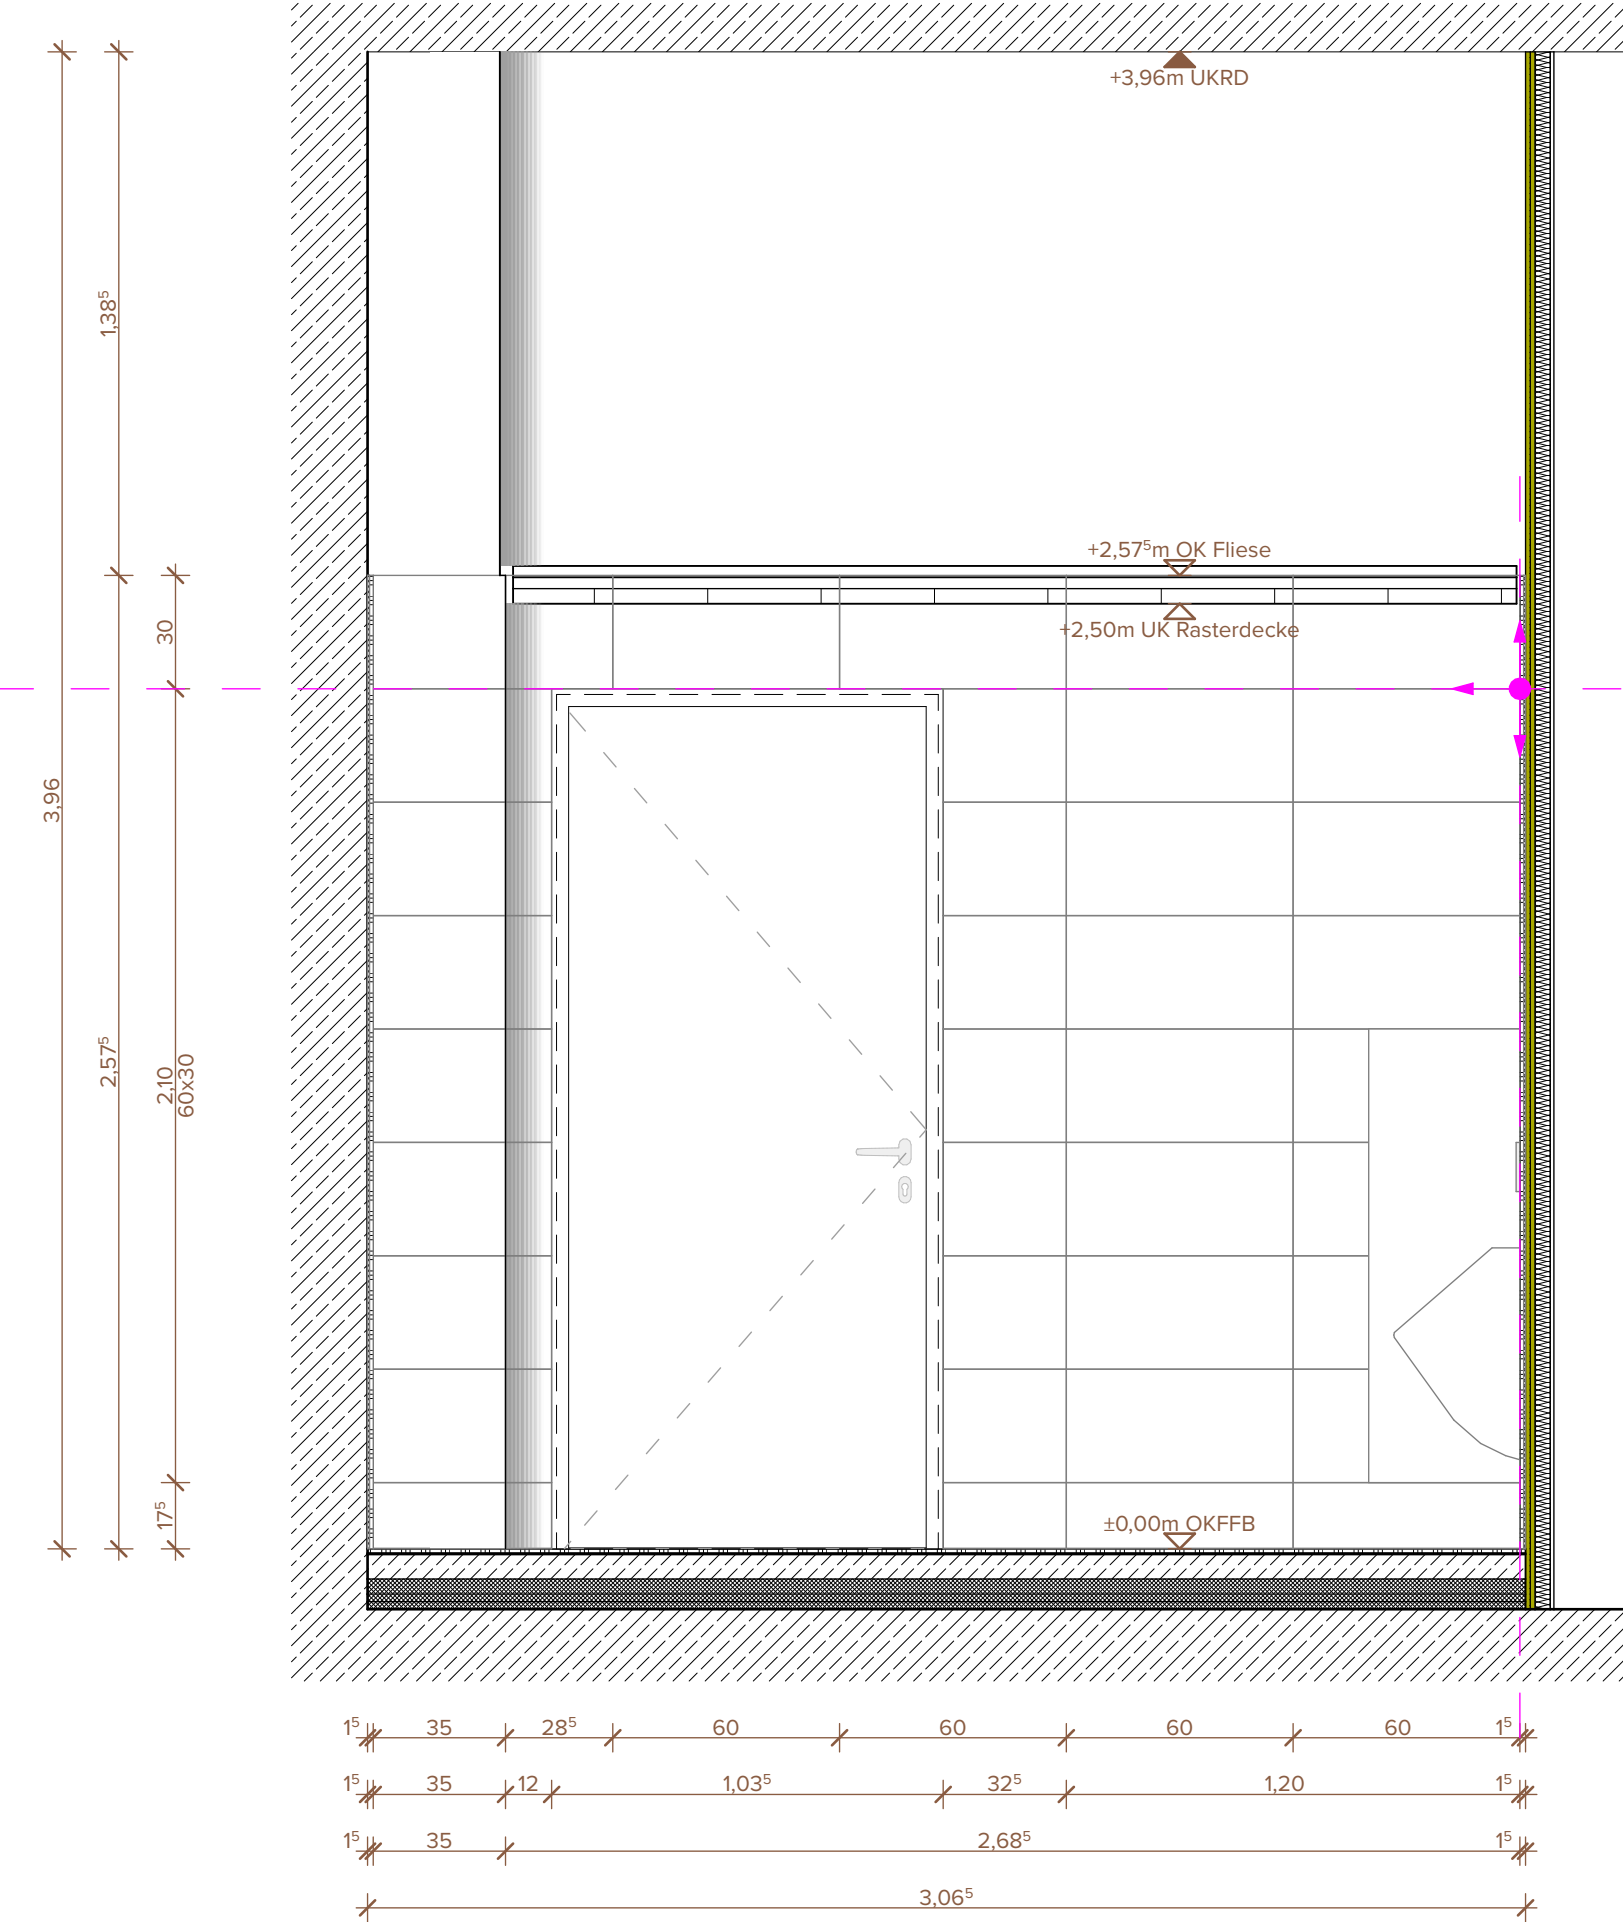 +3,96m UKRD
1,38⁵
+2,57⁵m OK Fliese
+2,50m UK Rasterdecke
30
3,96
2,57⁵
2,10
60x30
17⁵
±0,00m OKFFB
1⁵ 35 28⁵ 60 60 60 60 1⁵
1⁵ 35 12 1,03⁵ 32⁵ 1,20 1⁵
1⁵ 35 2,68⁵ 1⁵
3,06⁵